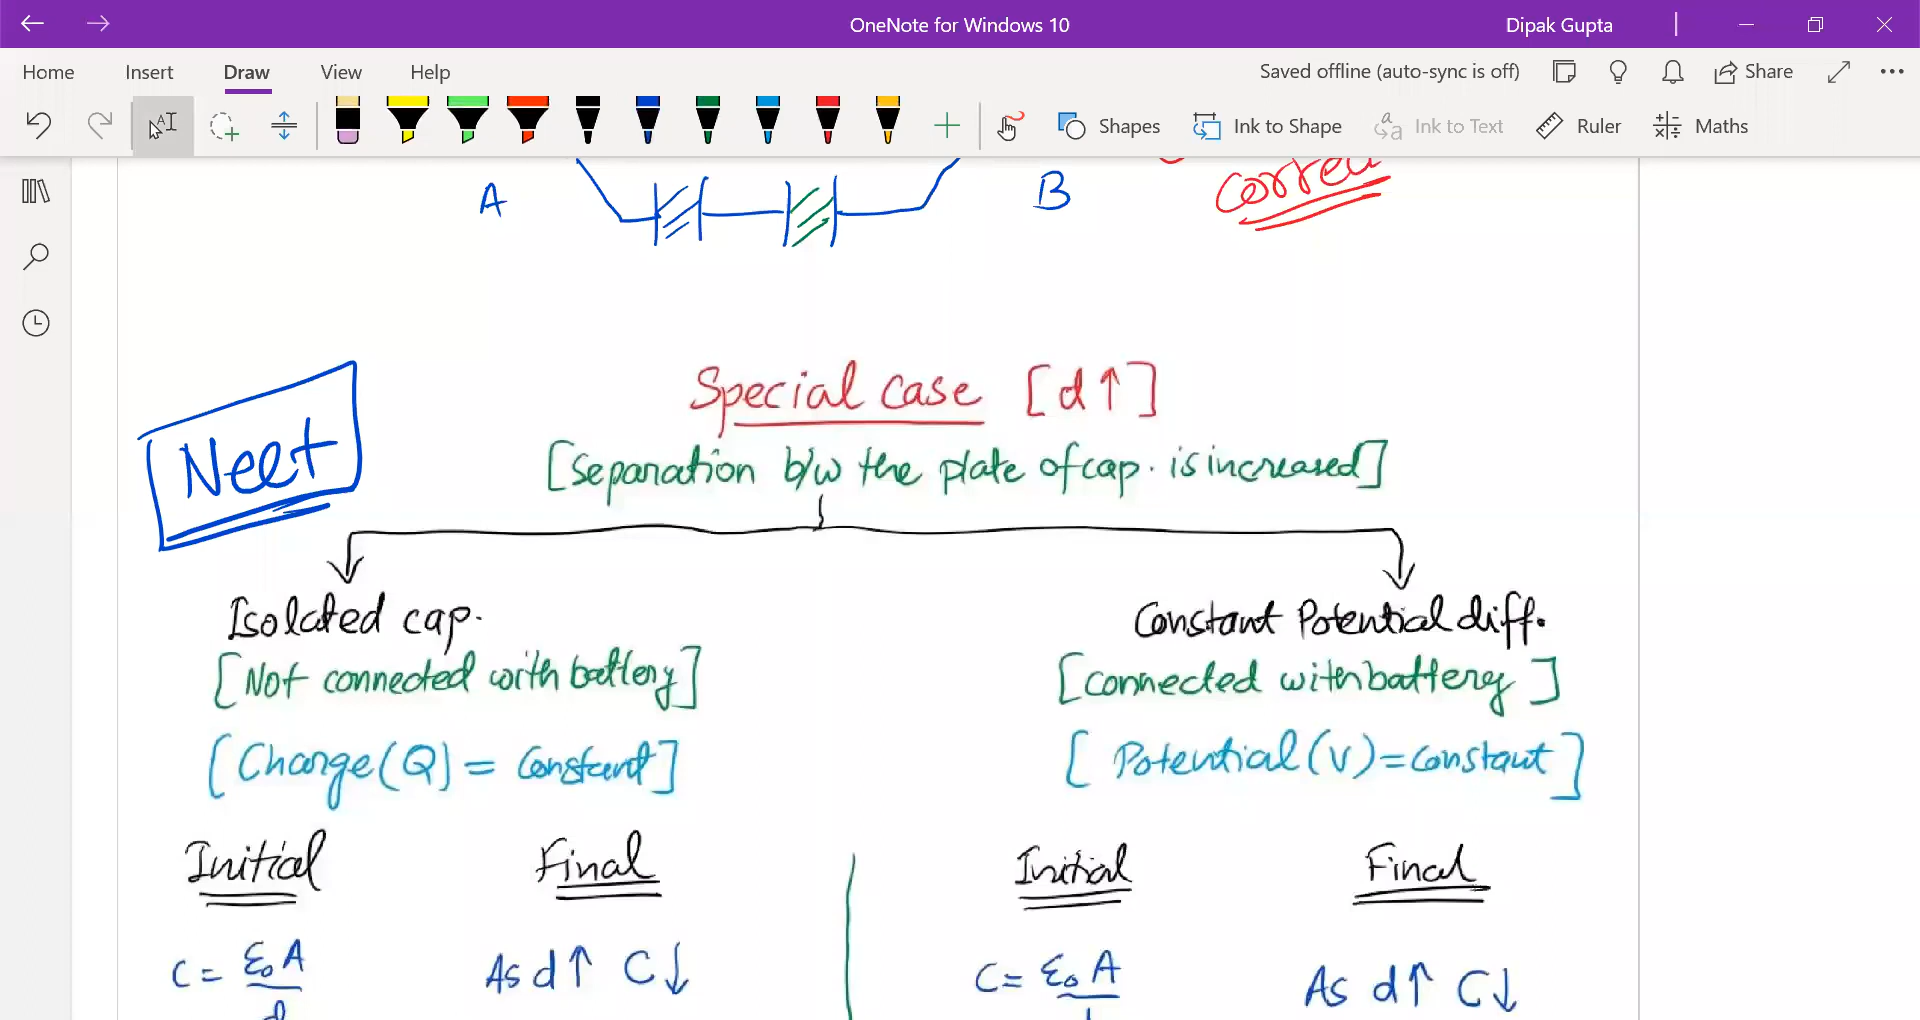 OneNote for Windows 10
Dipak Gupta
Home Insert Draw View Help
Saved offline (auto-sync is off)
Share
Shapes
Ink to Shape
Ink to Text
Ruler
Maths
A
B
Neet
Special case [d↑]
[Separation b/w the plate of cap. is increased]
Isolated cap.
[Not connected with battery]
[Charge(Q) = Constant]
Constant Potential diff.
[connected with battery]
[Potential(V)=constant]
Initial Final
Initial Final
C = ε₀A
As d↑ C↓
C = ε₀A
As d↑ C↓